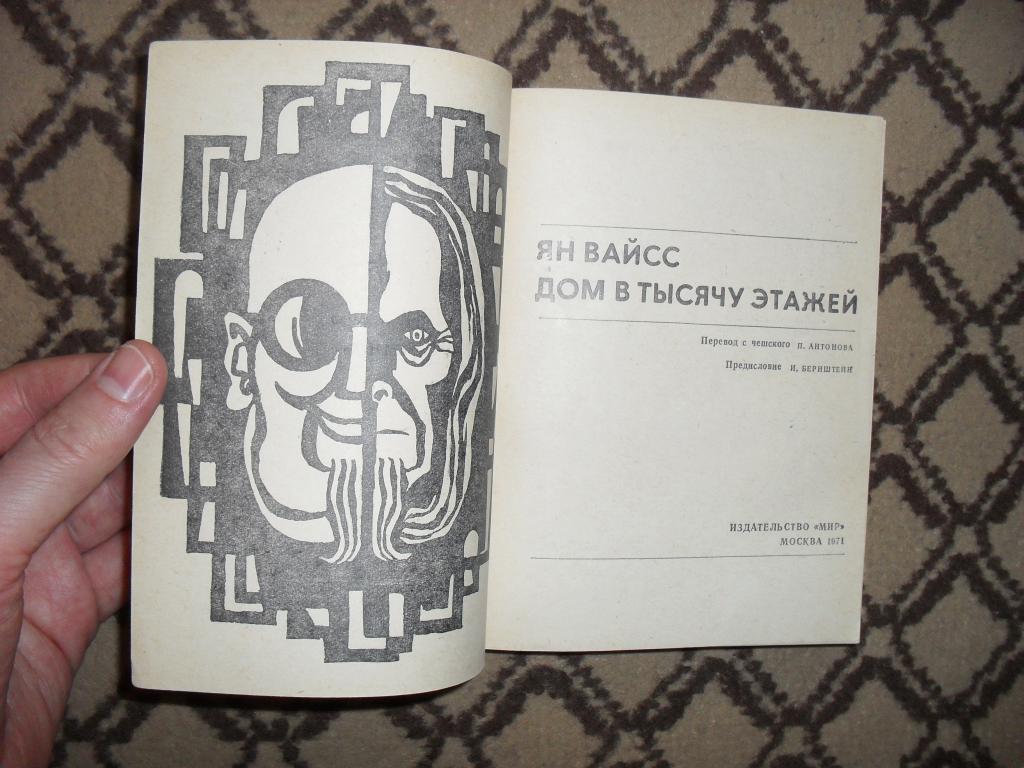 ЯН ВАЙСС
ДОМ В ТЫСЯЧУ ЭТАЖЕЙ
Перевод с чешского П. АНТОНОВА
Предисловие И. БЕРНШТЕЙН
ИЗДАТЕЛЬСТВО «МИР»
МОСКВА 1971